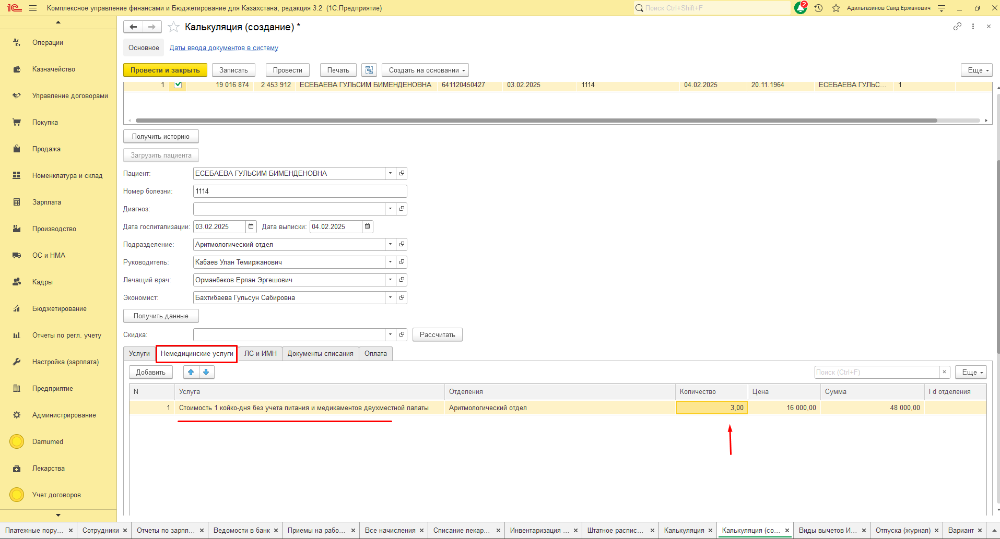 1С Комплексное управление финансами и Бюджетирование для Казахстана, редакция 3.2 (1С:Предприятие) Поиск Ctrl+Shift+F 2 Адильгазинов Саид Ержанович
Операции
Казначейство
Управление договорами
Покупка
Продажа
Номенклатура и склад
Зарплата
Производство
ОС и НМА
Кадры
Бюджетирование
Отчеты по регл. учету
Настройка (зарплата)
Предприятие
Администрирование
Damumed
Лекарства
Учет договоров
Калькуляция (создание) *
Основное Даты ввода документов в систему
Провести и закрыть Записать Провести Печать Создать на основании Еще
1 19 016 874 2 453 912 ЕСЕБАЕВА ГУЛЬСИМ БИМЕНДЕНОВНА 641120450427 03.02.2025 1114 04.02.2025 20.11.1964 ЕСЕБАЕВА ГУЛЬС... 1
Получить историю
Загрузить пациента
Пациент: ЕСЕБАЕВА ГУЛЬСИМ БИМЕНДЕНОВНА
Номер болезни: 1114
Диагноз:
Дата госпитализации: 03.02.2025 Дата выписки: 04.02.2025
Подразделение: Аритмологический отдел
Руководитель: Кабаев Улан Темиржанович
Лечащий врач: Орманбеков Ерлан Эргешович
Экономист: Бахтибаева Гульсун Сабировна
Получить данные
Скидка: Рассчитать
Услуги Немедицинские услуги ЛС и ИМН Документы списания Оплата
Добавить Поиск (Ctrl+F) × Еще
N Услуга Отделения Количество Цена Сумма I d отделения
1 Стоимость 1 койко-дня без учета питания и медикаментов двухместной палаты Аритмологический отдел 3,00 16 000,00 48 000,00
Платежные пору... Сотрудники Отчеты по зарпл... Ведомости в банк Приемы на рабо... Все начисления Списание лекар... Инвентаризация ... Штатное распис... Калькуляция Калькуляция (со... Виды вычетов И... Отпуска (журнал) Вариант